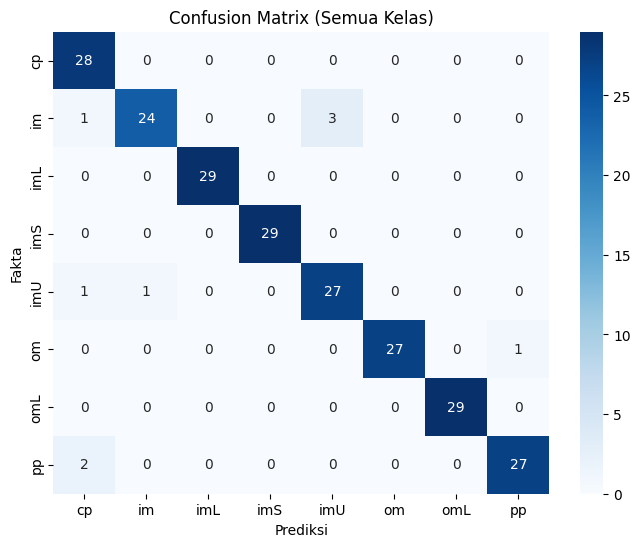 Confusion Matrix (Semua Kelas)
cp 28 0 0 0 0 0 0 0
im 1 24 0 0 3 0 0 0
imL 0 0 29 0 0 0 0 0
imS 0 0 0 29 0 0 0 0
imU 1 1 0 0 27 0 0 0
om 0 0 0 0 0 27 0 1
omL 0 0 0 0 0 0 29 0
pp 2 0 0 0 0 0 0 27
cp im imL imS imU om omL pp
Prediksi
Fakta
25
20
15
10
5
0